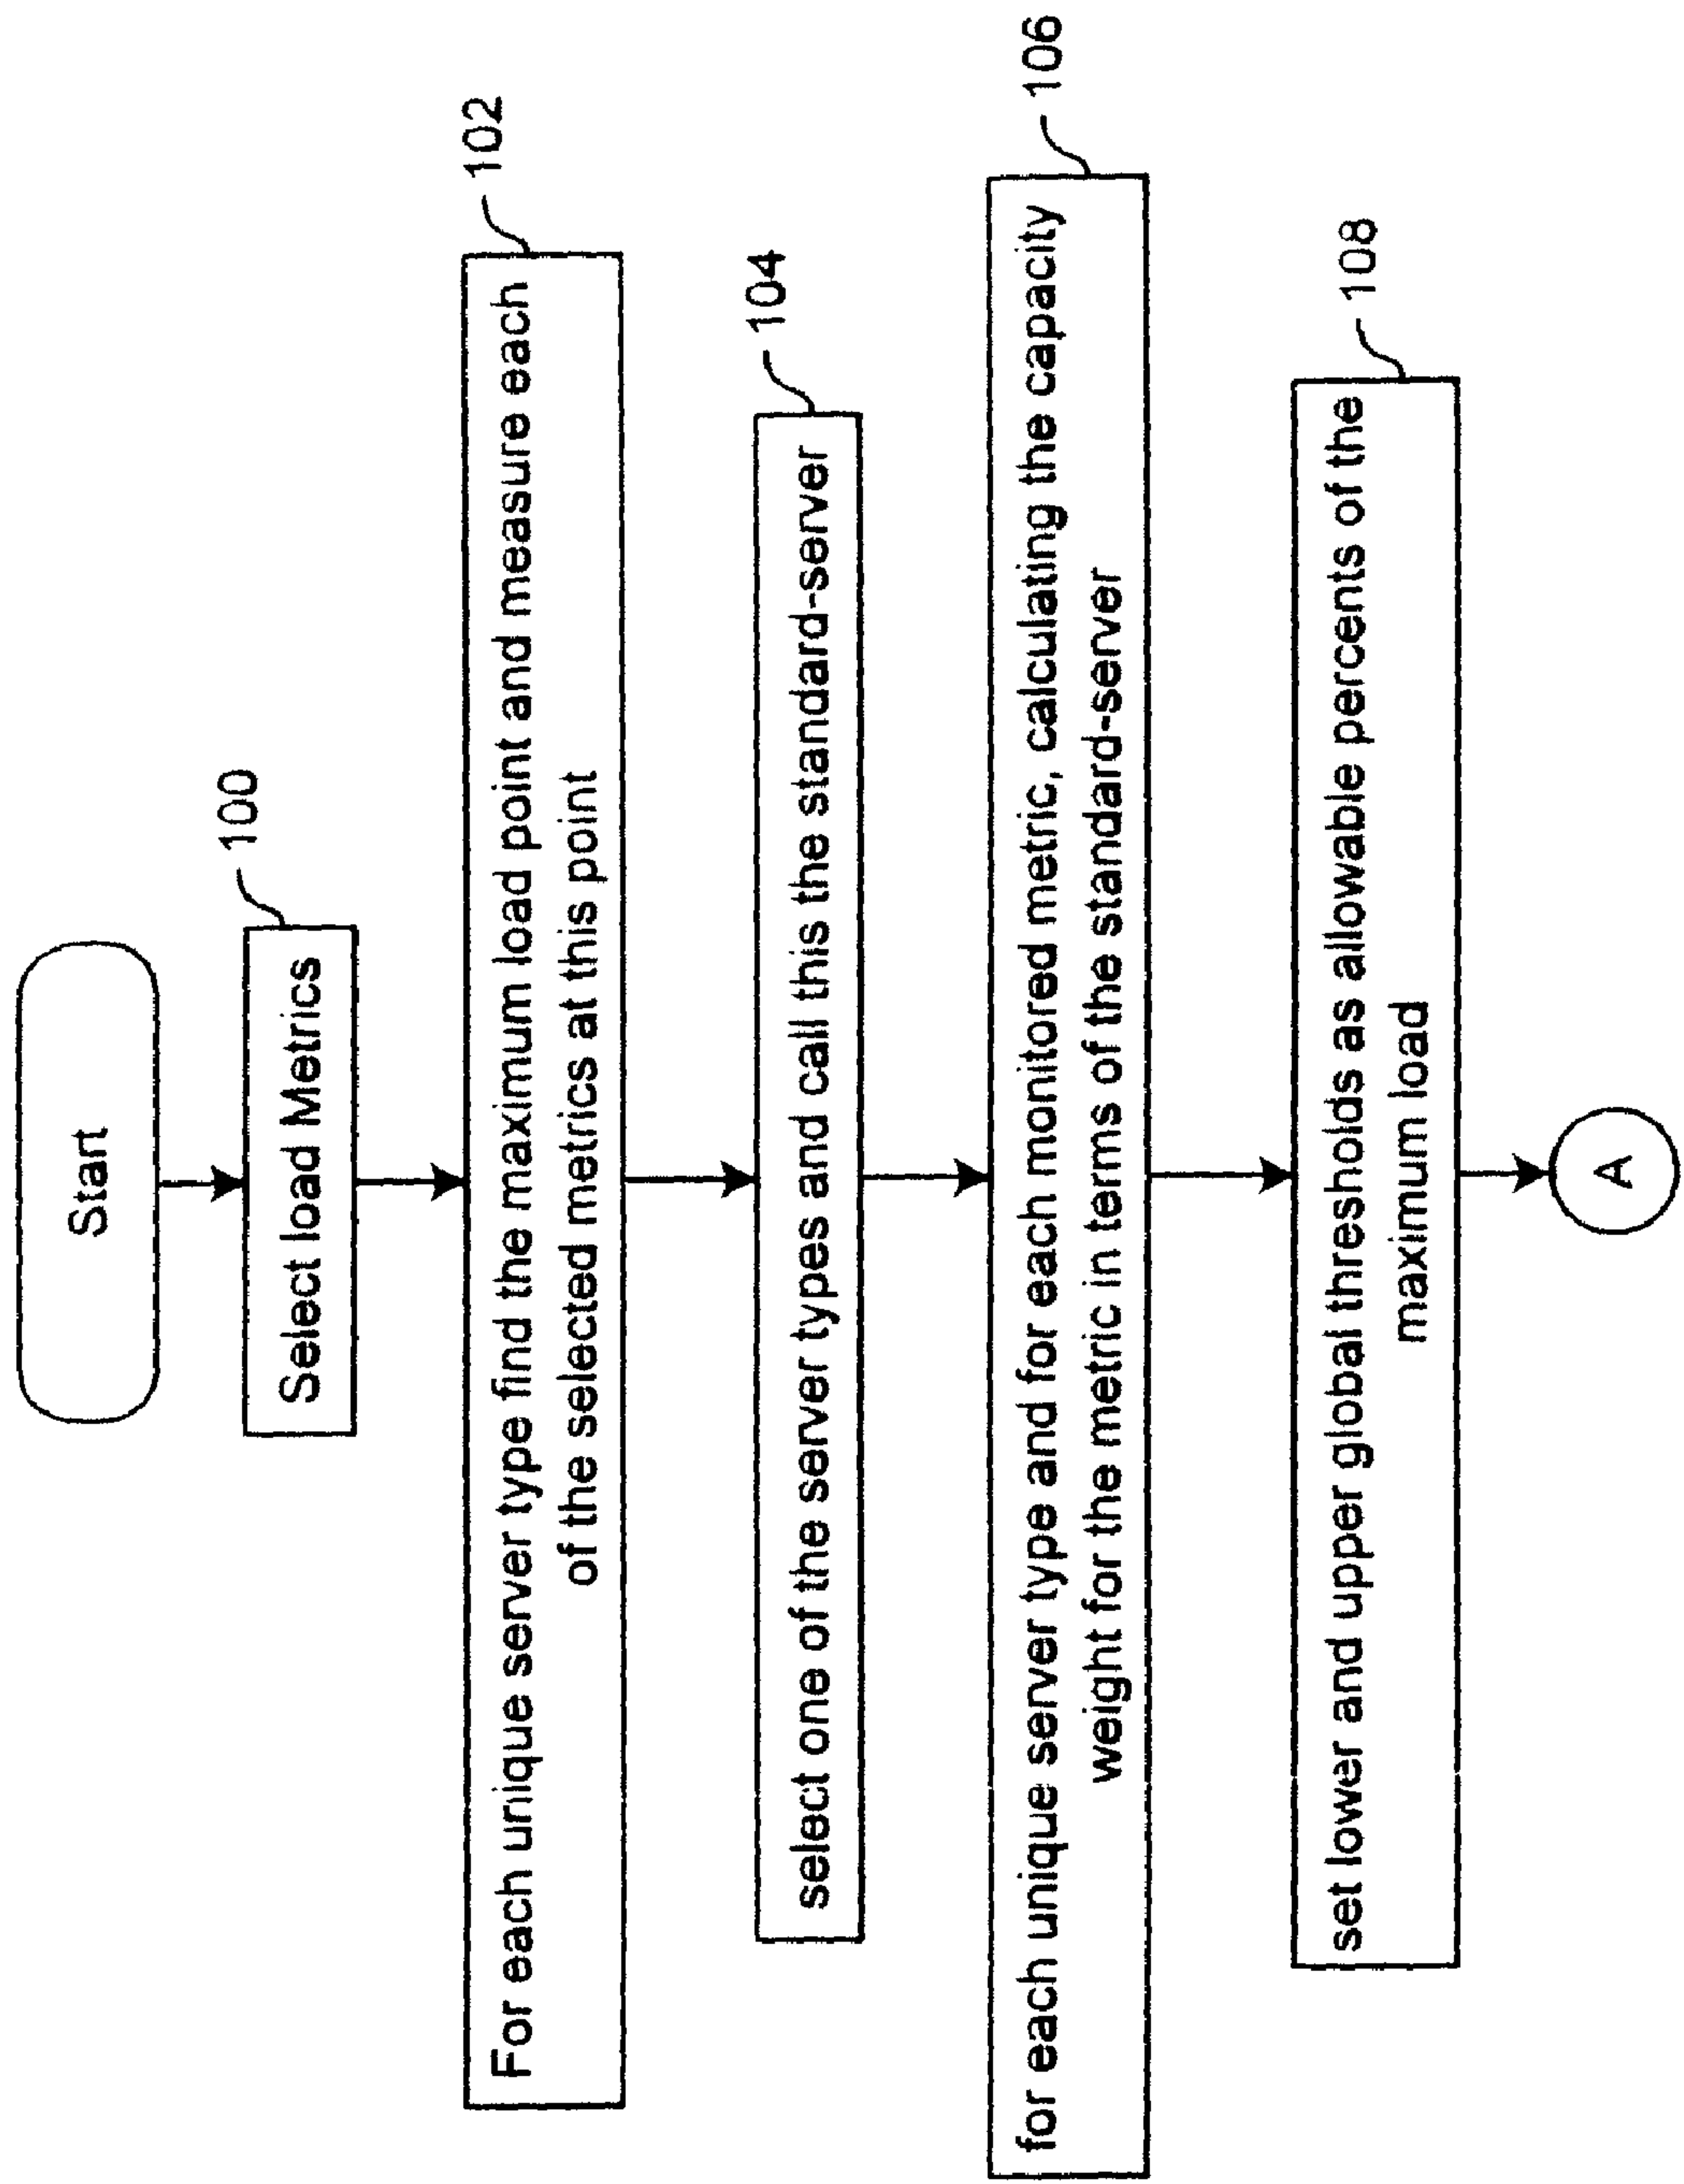 Start
100
Select load Metrics
102
For each unique server type find the maximum load point and measure each
of the selected metrics at this point
104
select one of the server types and call this the standard-server
106
for each unique server type and for each monitored metric, calculating the capacity
weight for the metric in terms of the standard-server
108
set lower and upper global thresholds as allowable percents of the
maximum load
A